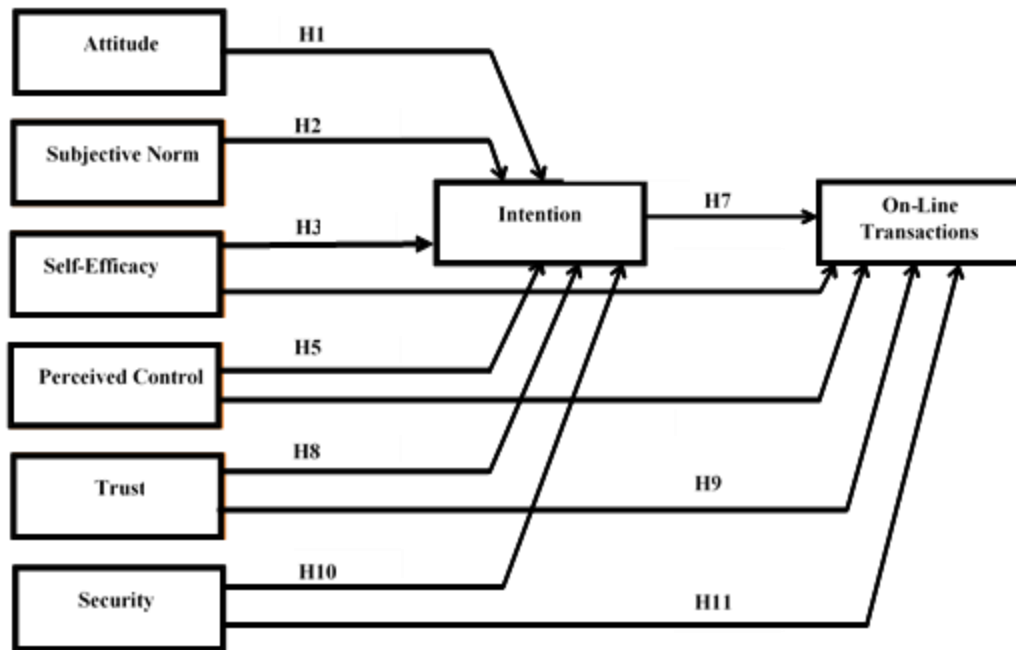 Attitude
H1
Subjective Norm
H2
Self-Efficacy
H3
Intention
H7
On-Line
Transactions
Perceived Control
H5
Trust
H8
H9
Security
H10
H11